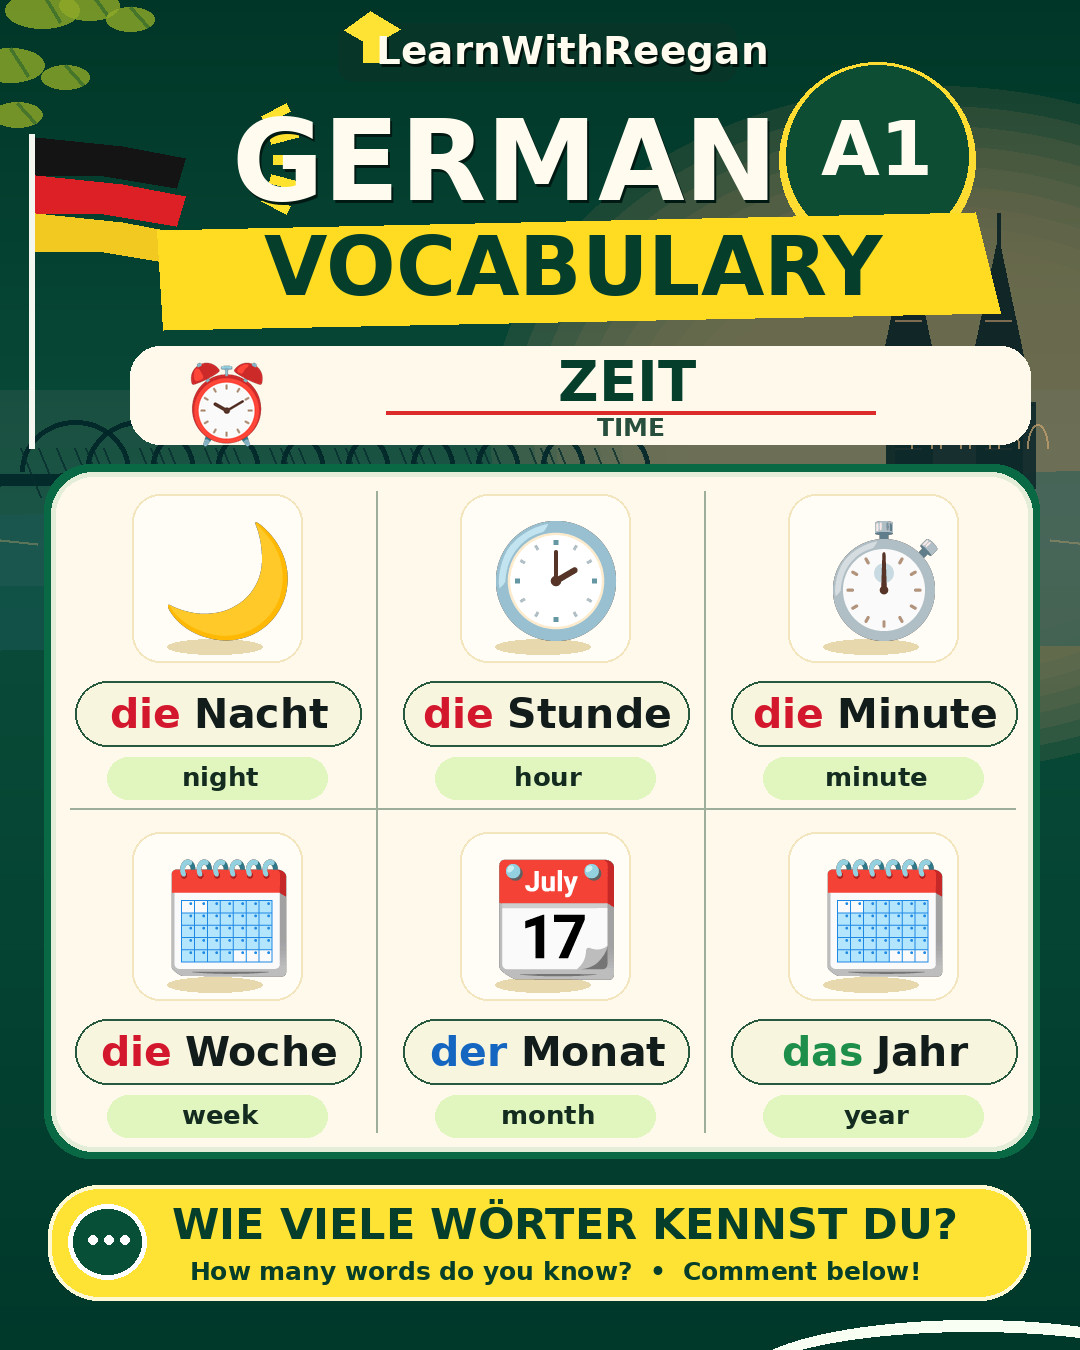 LearnWithReegan
GERMAN
A1
VOCABULARY
ZEIT
TIME
die Nacht
night
die Stunde
hour
die Minute
minute
die Woche
week
July
17
der Monat
month
das Jahr
year
WIE VIELE WÖRTER KENNST DU?
How many words do you know? • Comment below!